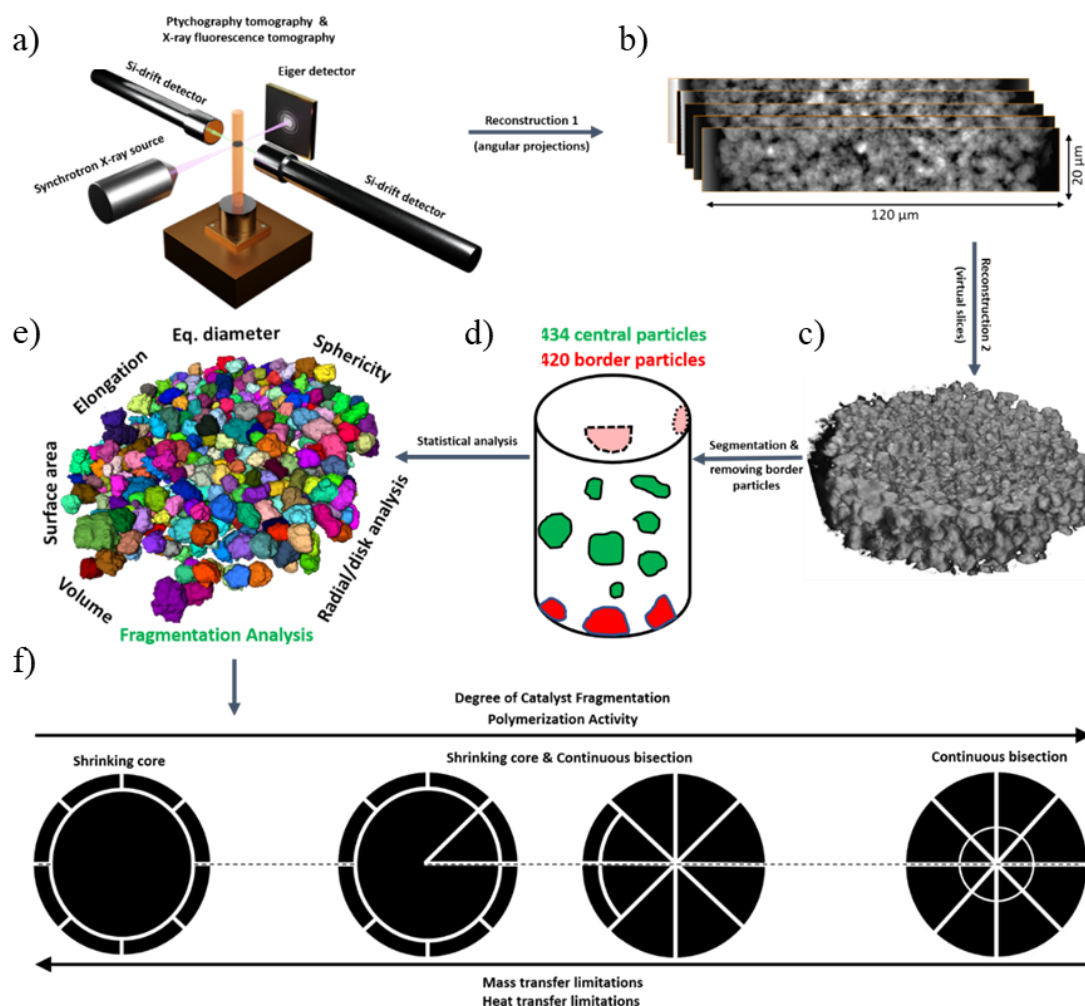 a)
Ptychography tomography &
X-ray fluorescence tomography
Si-drift detector
Eiger detector
Synchrotron X-ray source
Si-drift detector
Reconstruction 1
(angular projections)
b)
20 µm
120 µm
Reconstruction 2
(virtual slices)
c)
Segmentation &
removing border
particles
d)
434 central particles
420 border particles
Statistical analysis
e)
Eq. diameter
Sphericity
Elongation
Surface area
Volume
Radial/disk analysis
Fragmentation Analysis
f)
Degree of Catalyst Fragmentation
Polymerization Activity
Shrinking core
Shrinking core & Continuous bisection
Continuous bisection
Mass transfer limitations
Heat transfer limitations